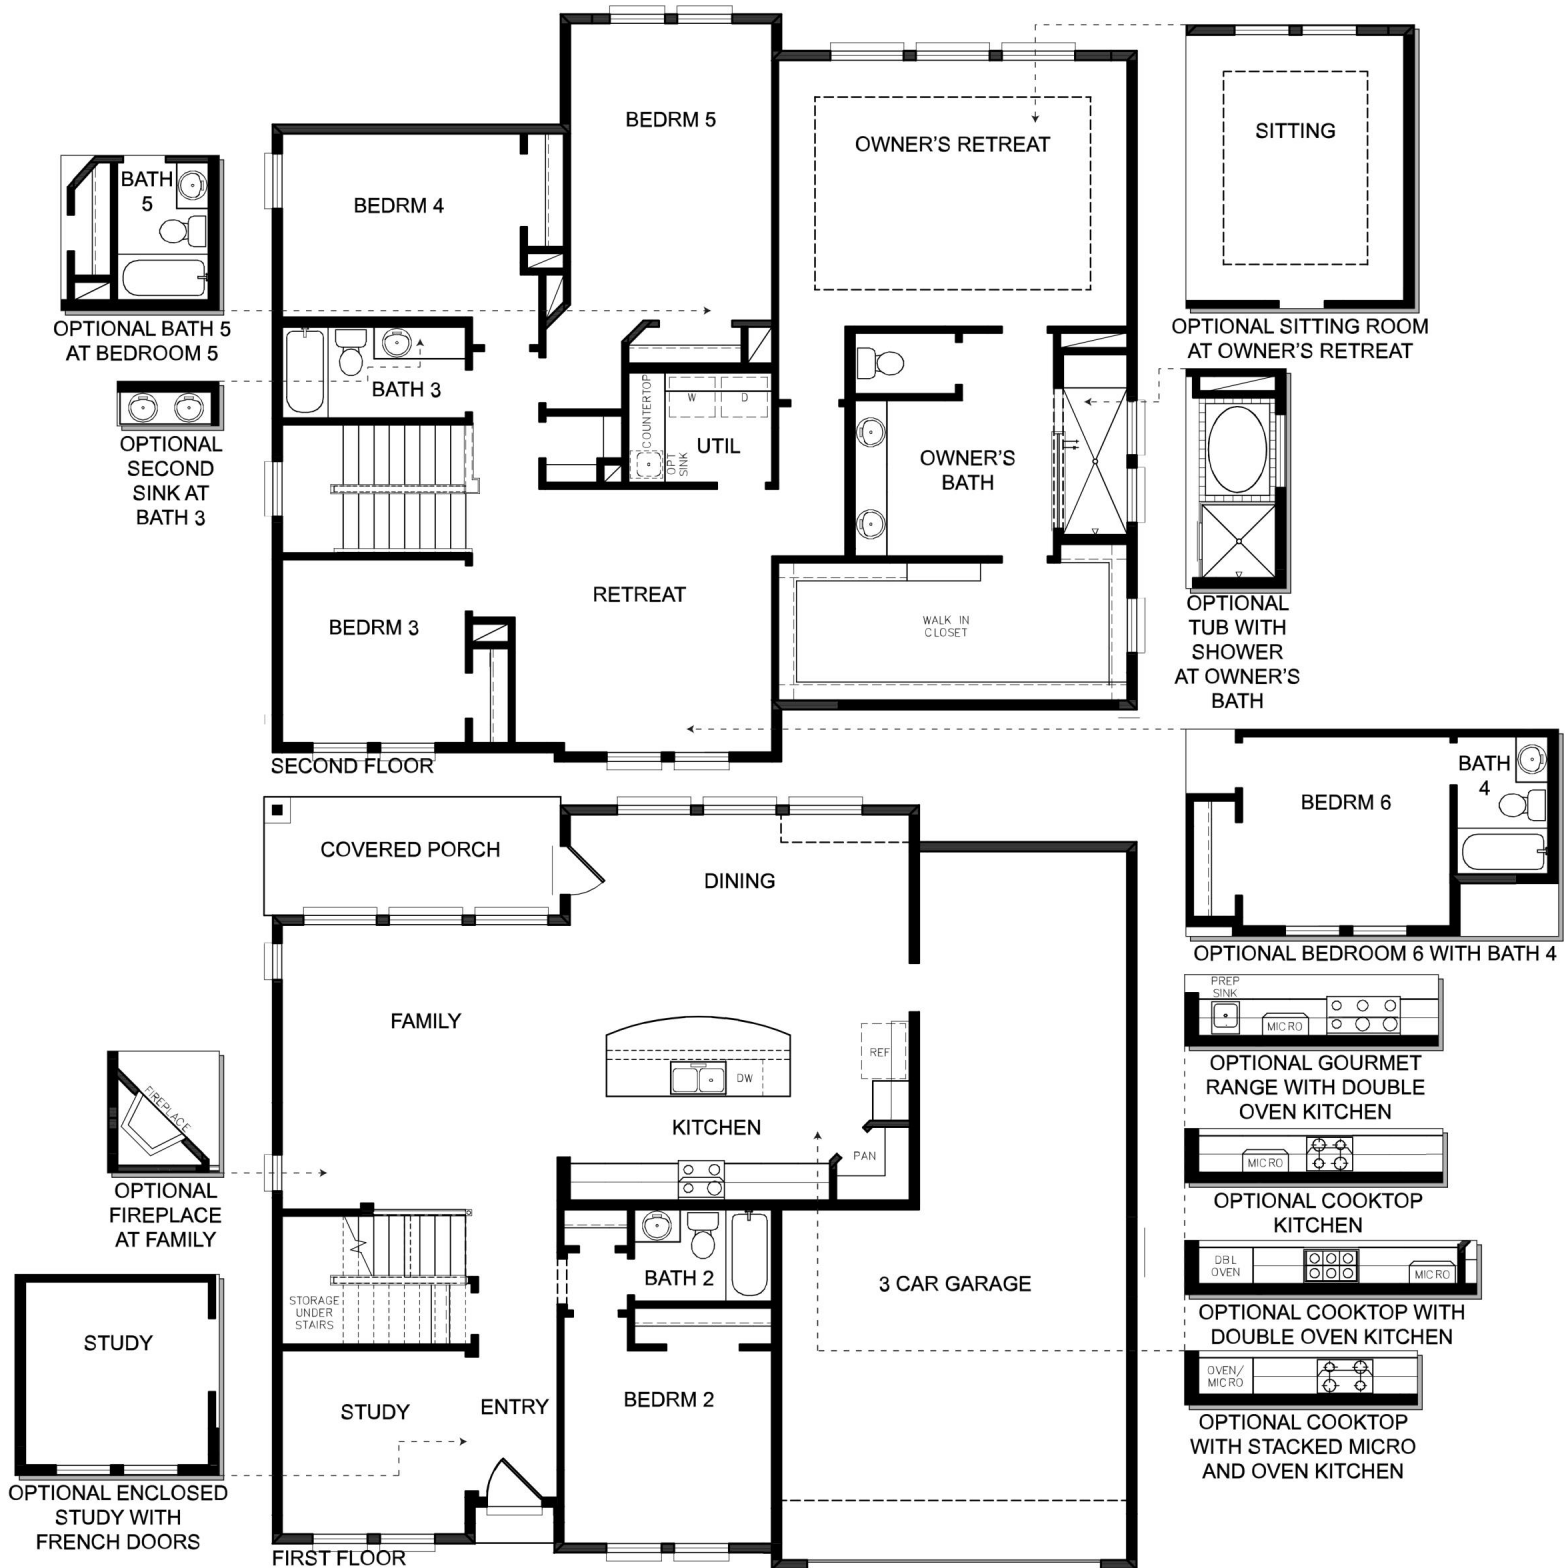 BEDRM 5
OWNER'S RETREAT
SITTING
BEDRM 4
BATH
5
OPTIONAL BATH 5
AT BEDROOM 5
OPTIONAL SITTING ROOM
AT OWNER'S RETREAT
BATH 3
COUNTERTOP
W
D
OPT
SINK
UTIL
OPTIONAL
SECOND
SINK AT
BATH 3
OWNER'S
BATH
RETREAT
BEDRM 3
WALK IN
CLOSET
OPTIONAL
TUB WITH
SHOWER
AT OWNER'S
BATH
SECOND FLOOR
BATH
4
BEDRM 6
OPTIONAL BEDROOM 6 WITH BATH 4
COVERED PORCH
DINING
FAMILY
REF
DW
KITCHEN
PAN
PREP
SINK
MICRO
OPTIONAL GOURMET
RANGE WITH DOUBLE
OVEN KITCHEN
MICRO
OPTIONAL COOKTOP
KITCHEN
FIREPLACE
OPTIONAL
FIREPLACE
AT FAMILY
BATH 2
3 CAR GARAGE
STORAGE
UNDER
STAIRS
DBL
OVEN
MICRO
OPTIONAL COOKTOP WITH
DOUBLE OVEN KITCHEN
STUDY
OPTIONAL ENCLOSED
STUDY WITH
FRENCH DOORS
STUDY
ENTRY
BEDRM 2
OVEN/
MICRO
OPTIONAL COOKTOP
WITH STACKED MICRO
AND OVEN KITCHEN
FIRST FLOOR